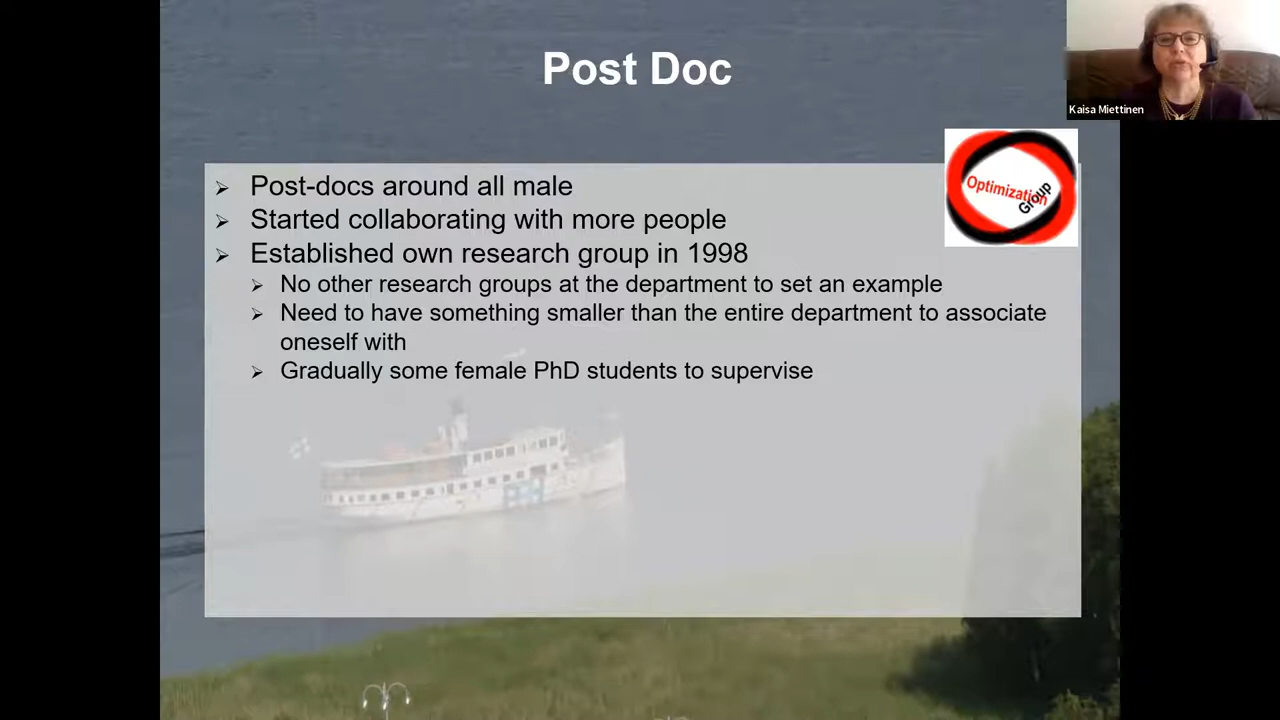 Post Doc
Kaisa Miettinen
Optimization
Group
➢ Post-docs around all male
➢ Started collaborating with more people
➢ Established own research group in 1998
➢ No other research groups at the department to set an example
➢ Need to have something smaller than the entire department to associate
oneself with
➢ Gradually some female PhD students to supervise